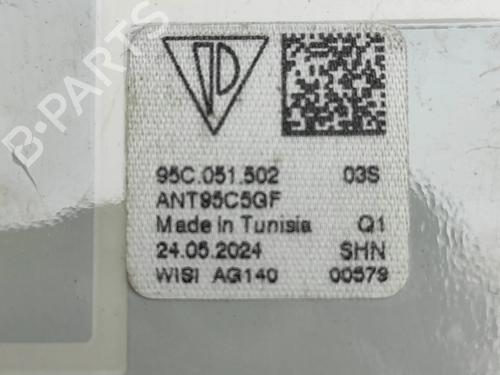 95C.051.502 03S
ANT95C5GF
Made in Tunisia Q1
24.05.2024 SHN
WISI AG140 00579
B-PARTS